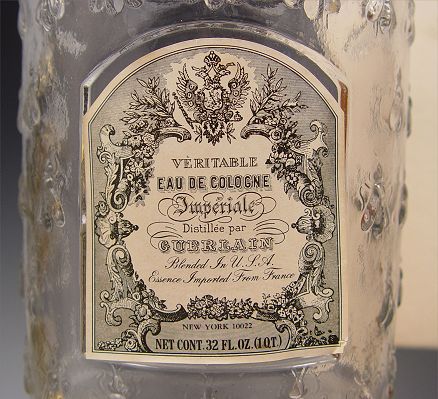 VÉRITABLE
EAU DE COLOGNE
Impériale
Distillée par
GUERLAIN
Blended In U.S.A.
Essence Imported From France
NEW YORK 10022
NET CONT. 32 FL. OZ. (1 QT.)